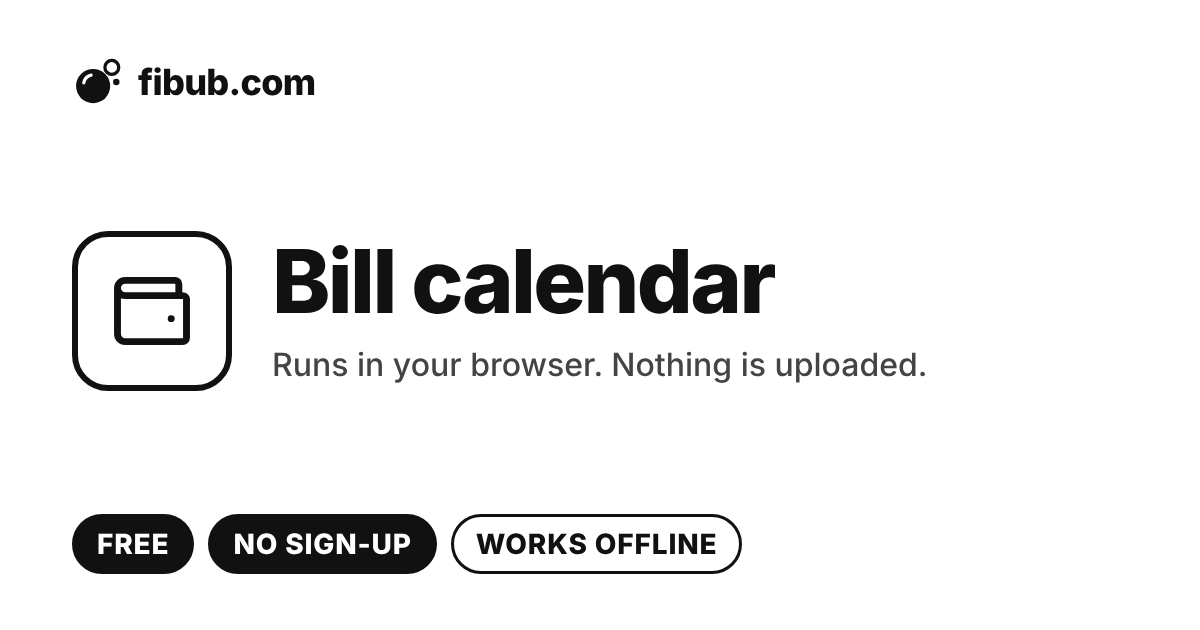 fibub.com
Bill calendar
Runs in your browser. Nothing is uploaded.
FREE
NO SIGN-UP
WORKS OFFLINE